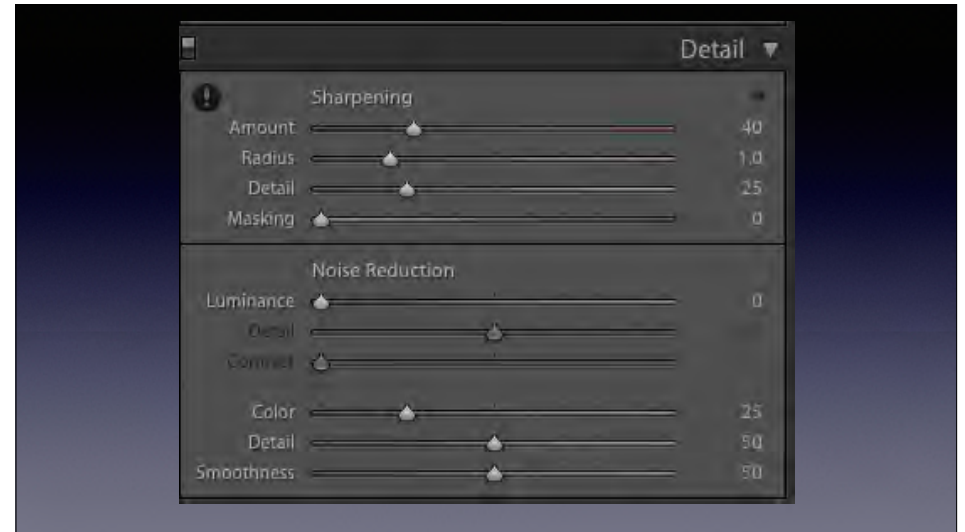 Detail
Sharpening
Amount 40
Radius 1.0
Detail 25
Masking 0
Noise Reduction
Luminance 0
Detail
Contrast
Color 25
Detail 50
Smoothness 50